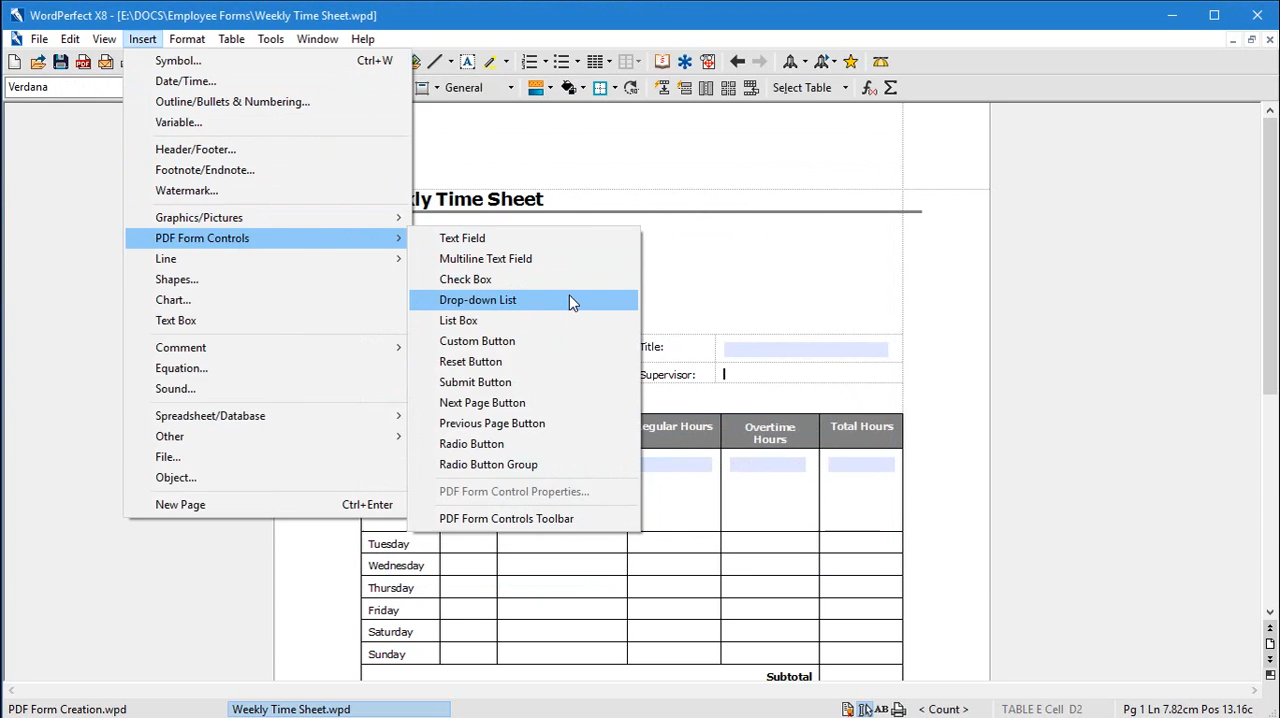 WordPerfect X8 - [E:\DOCS\Employee Forms\Weekly Time Sheet.wpd]
File Edit View Insert Format Table Tools Window Help
Verdana
General
Select Table
Symbol... Ctrl+W
Date/Time...
Outline/Bullets & Numbering...
Variable...
Header/Footer...
Footnote/Endnote...
Watermark...
Graphics/Pictures
PDF Form Controls
Line
Shapes...
Chart...
Text Box
Comment
Equation...
Sound...
Spreadsheet/Database
Other
File...
Object...
New Page Ctrl+Enter
Text Field
Multiline Text Field
Check Box
Drop-down List
List Box
Custom Button
Reset Button
Submit Button
Next Page Button
Previous Page Button
Radio Button
Radio Button Group
PDF Form Control Properties...
PDF Form Controls Toolbar
kly Time Sheet
Title:
Supervisor:
egular Hours Overtime Hours Total Hours
Tuesday
Wednesday
Thursday
Friday
Saturday
Sunday
Subtotal
PDF Form Creation.wpd Weekly Time Sheet.wpd AB < Count > TABLE E Cell D2 Pg 1 Ln 7.82cm Pos 13.16c